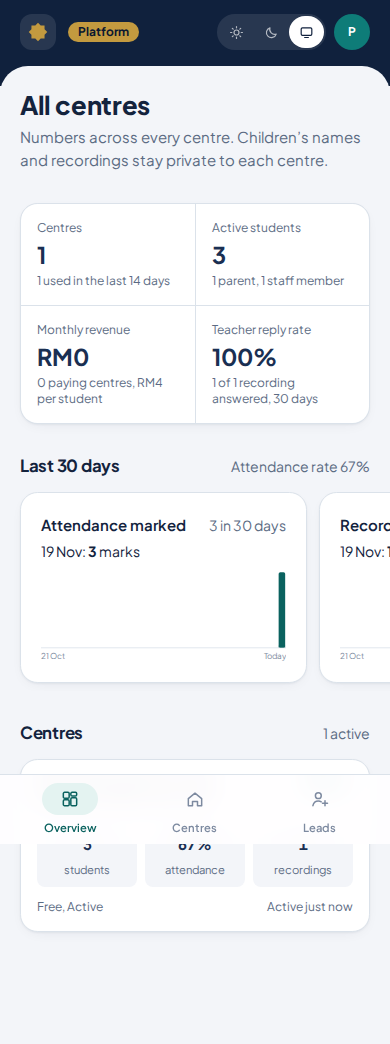 Platform
P
All centres
Numbers across every centre. Children's names
and recordings stay private to each centre.
Centres
1
1 used in the last 14 days
Active students
3
1 parent, 1 staff member
Monthly revenue
RM0
0 paying centres, RM4
per student
Teacher reply rate
100%
1 of 1 recording
answered, 30 days
Last 30 days
Attendance rate 67%
Attendance marked
3 in 30 days
19 Nov: 3 marks
21 Oct
Today
19 Nov:
21 Oct
Centres
1 active
Overview
Centres
Leads
3
67%
1
students
attendance
recordings
Free, Active
Active just now